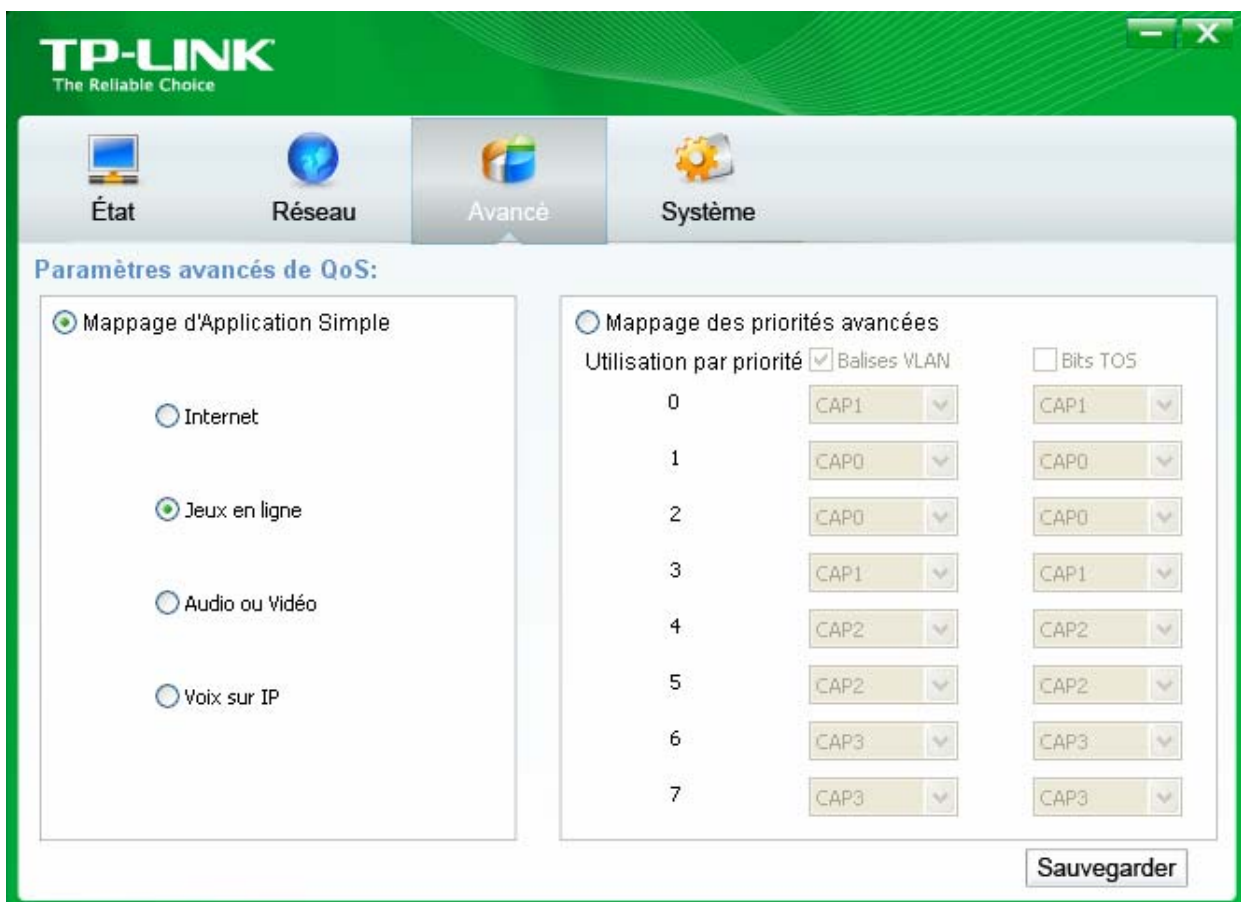 TP-LINK
The Reliable Choice
État
Réseau
Avancé
Système
Paramètres avancés de QoS:
Mappage d'Application Simple
Internet
Jeux en ligne
Audio ou Vidéo
Voix sur IP
Mappage des priorités avancées
Utilisation par priorité Balises VLAN Bits TOS
0 CAP1 CAP1
1 CAP0 CAP0
2 CAP0 CAP0
3 CAP1 CAP1
4 CAP2 CAP2
5 CAP2 CAP2
6 CAP3 CAP3
7 CAP3 CAP3
Sauvegarder